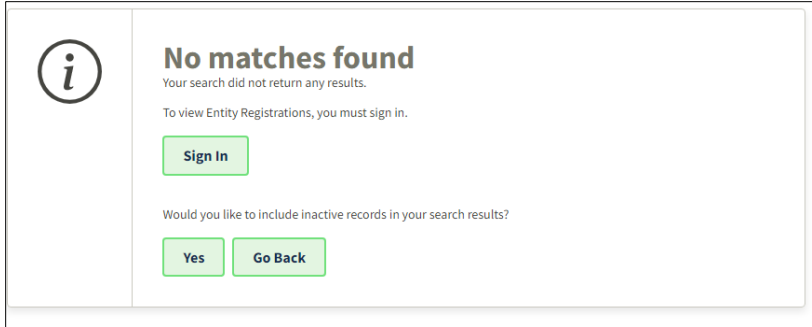 No matches found
Your search did not return any results.
To view Entity Registrations, you must sign in.
Sign In
Would you like to include inactive records in your search results?
Yes Go Back